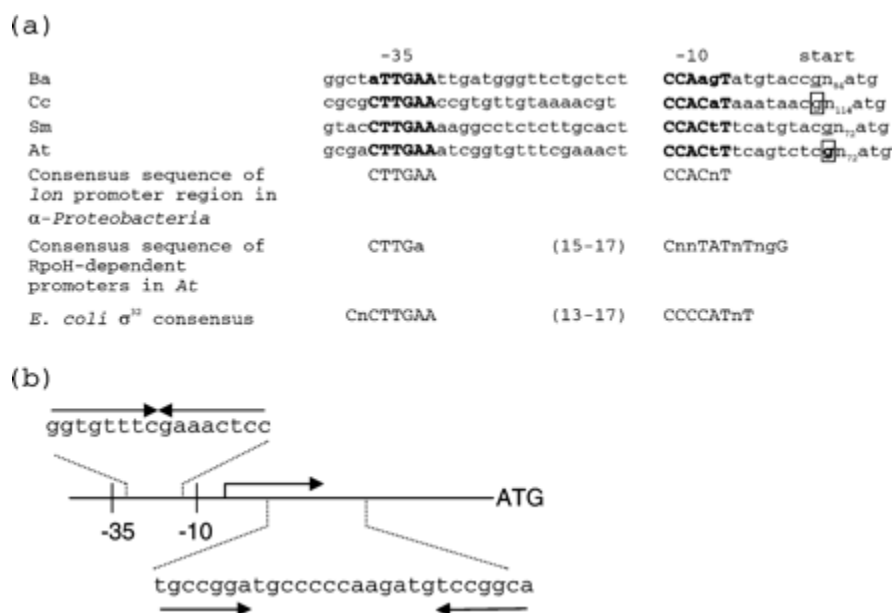 (a)
-35 -10 start
Ba ggctaTTGAAttgatgggttctgctct CCAagTatgtaccgn₉₄atg
Cc cgcgCTTGAAccgtgttgtaaaacgt CCACaTaaataacgn₁₁₄atg
Sm gtacCTTGAAaaggcctctcttgcact CCACtTtcatgtacgn₇₂atg
At gcgaCTTGAAatcggtgtttcgaaact CCACtTtcagtctcgn₇₂atg
Consensus sequence of CTTGAA CCACnT
lon promoter region in
α-Proteobacteria
Consensus sequence of CTTGa (15-17) CnnTATnTngG
RpoH-dependent
promoters in At
E. coli σ³² consensus CnCTTGAA (13-17) CCCCATnT
(b)
ggtgtttcgaaactcc
ATG
-35 -10
tgccggatgcccccaagatgtccggca